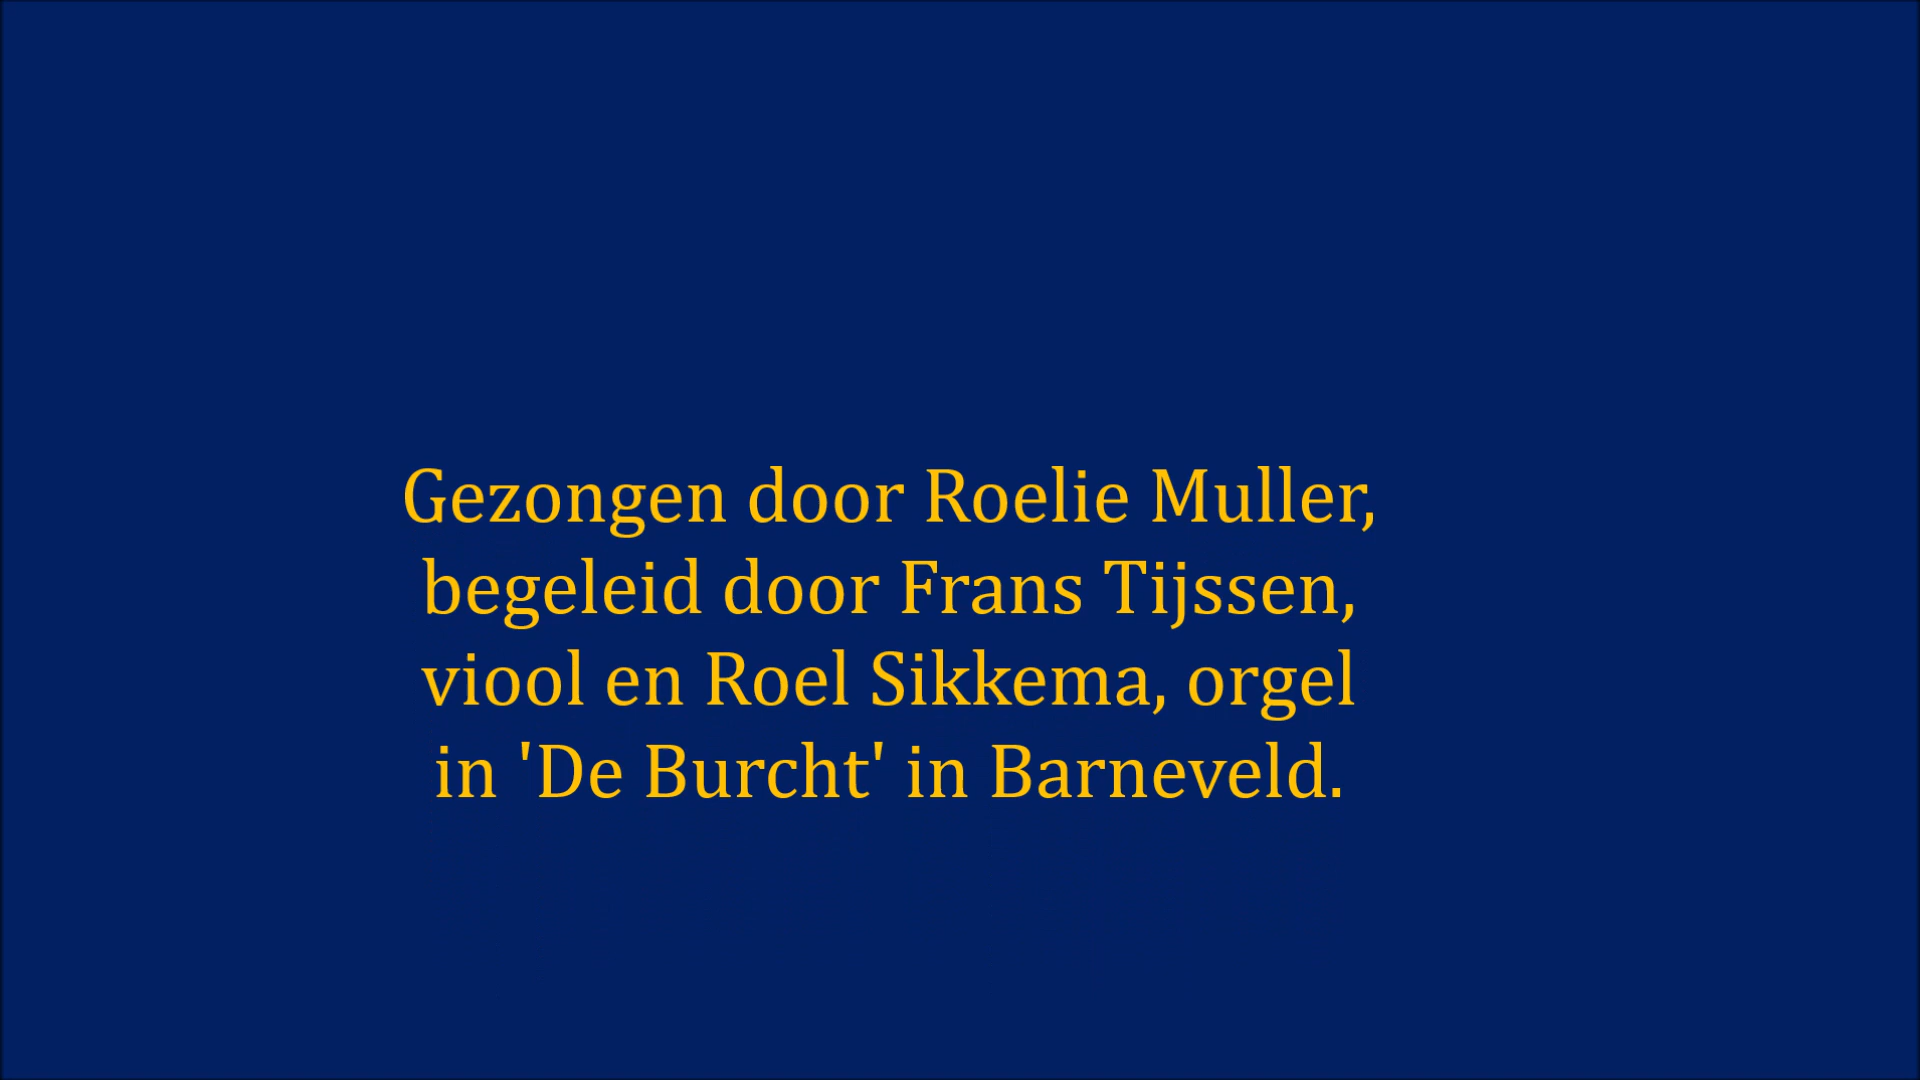 Gezongen door Roelie Muller,
begeleid door Frans Tijssen,
viool en Roel Sikkema, orgel
in 'De Burcht' in Barneveld.